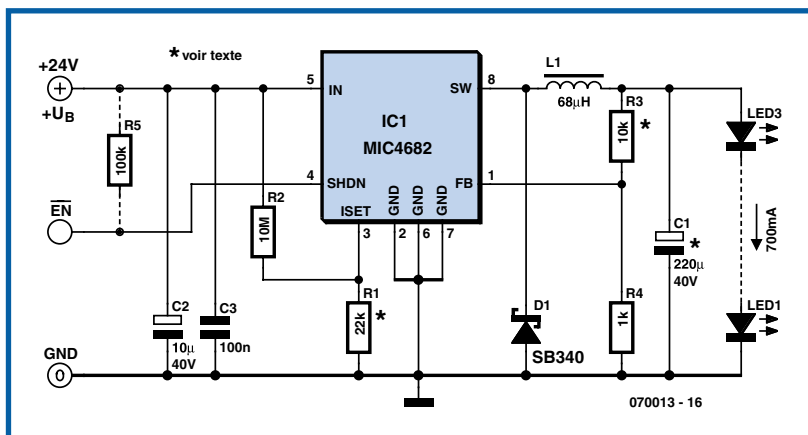 * voir texte
+24V
+UB
R5
100k
EN
GND
0
C2
10µ
40V
C3
100n
R2
10M
R1
22k
*
5
IN
4
SHDN
ISET
3
IC1
MIC4682
GND
GND
GND
2
6
7
SW
8
FB
1
L1
68µH
D1
SB340
R3
10k
*
R4
1k
C1
*
220µ
40V
LED3
700mA
LED1
070013 - 16